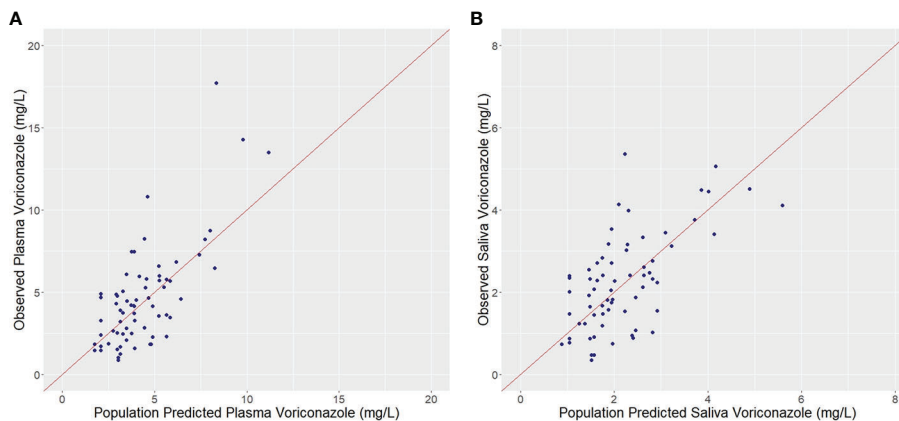 A
20
15
10
5
0
Observed Plasma Voriconazole (mg/L)
0 5 10 15 20
Population Predicted Plasma Voriconazole (mg/L)
B
8
6
4
2
0
Observed Saliva Voriconazole (mg/L)
0 2 4 6 8
Population Predicted Saliva Voriconazole (mg/L)